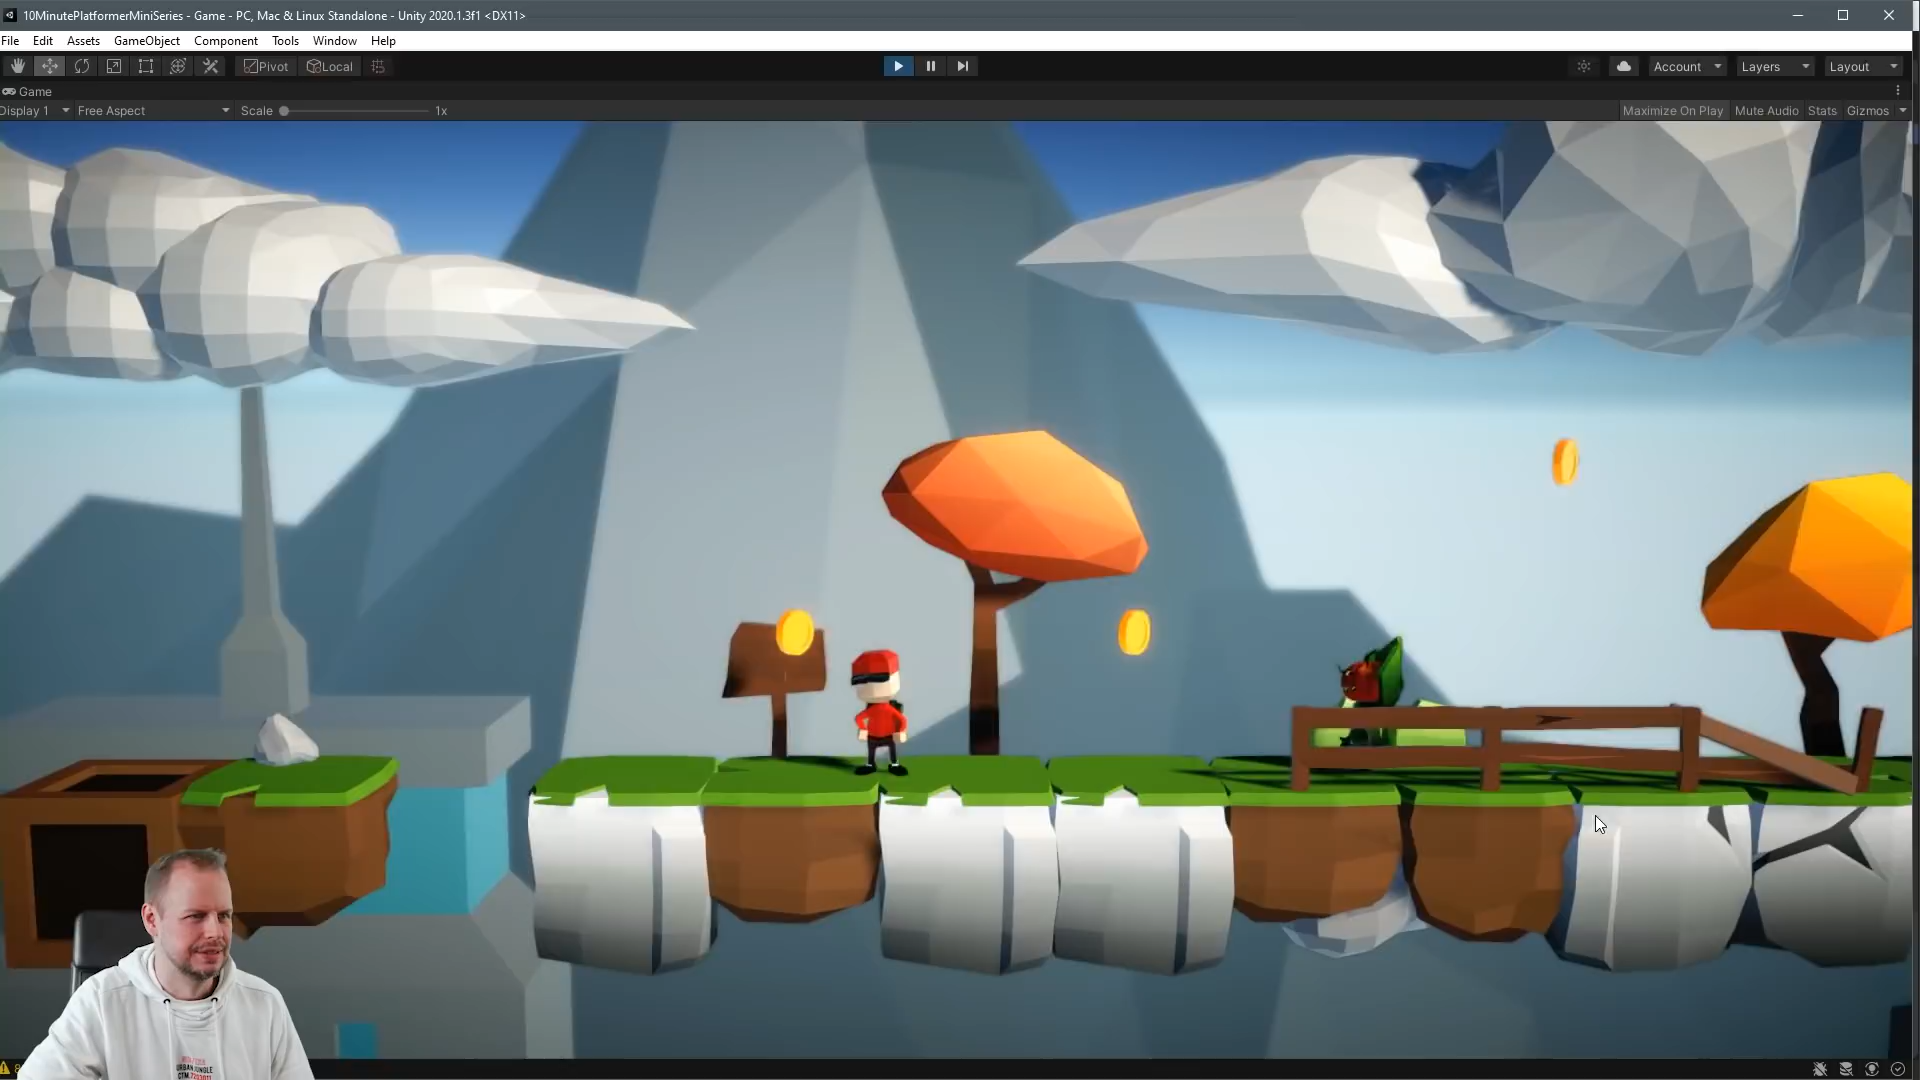 10MinutePlatformerMiniSeries - Game - PC, Mac & Linux Standalone - Unity 2020.1.3f1 <DX11>
File Edit Assets GameObject Component Tools Window Help
Pivot Local Account Layers Layout
Game
Display 1 Free Aspect Scale 1x Maximize On Play Mute Audio Stats Gizmos
URBAN JUNGLE